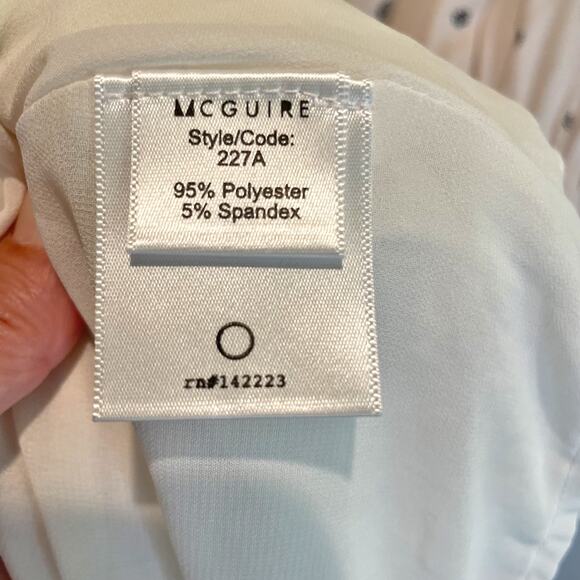 MCGUIRE
Style/Code:
227A
95% Polyester
5% Spandex
rn#142223